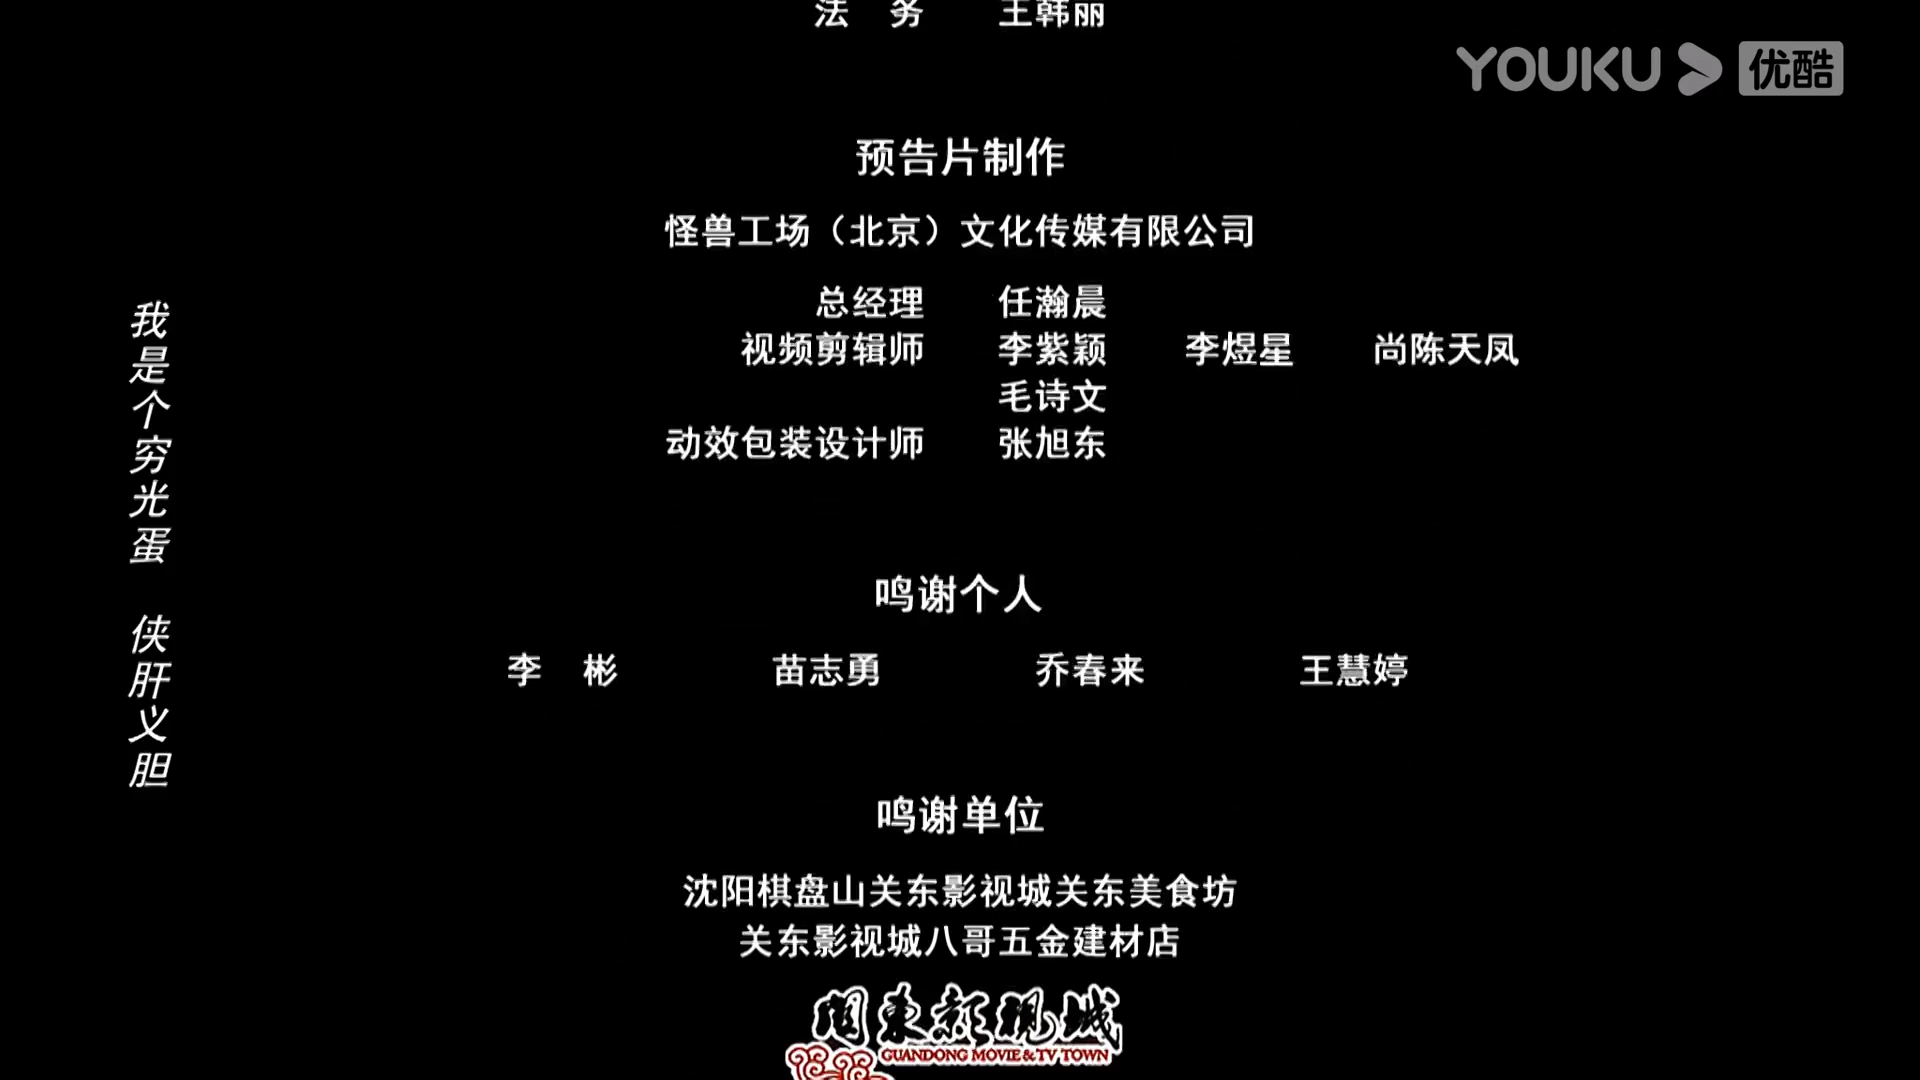 法 务 王韩丽
YOUKU 优酷
预告片制作
怪兽工场（北京）文化传媒有限公司
总经理 任瀚晨
视频剪辑师 李紫颖 李煜星 尚陈天凤
毛诗文
动效包装设计师 张旭东
我是个穷光蛋 侠肝义胆
鸣谢个人
李 彬 苗志勇 乔春来 王慧婷
鸣谢单位
沈阳棋盘山关东影视城关东美食坊
关东影视城八哥五金建材店
関東影視城
GUANDONG MOVIE&TV TOWN